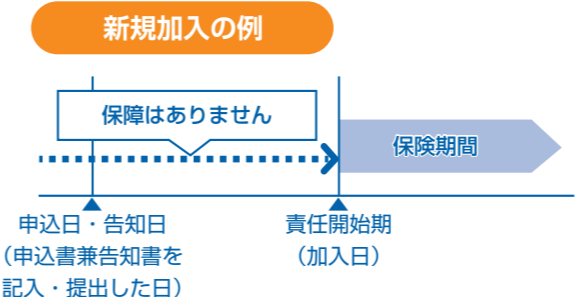 新規加入の例
保障はありません
保険期間
申込日・告知日
（申込書兼告知書を
記入・提出した日）
責任開始期
（加入日）